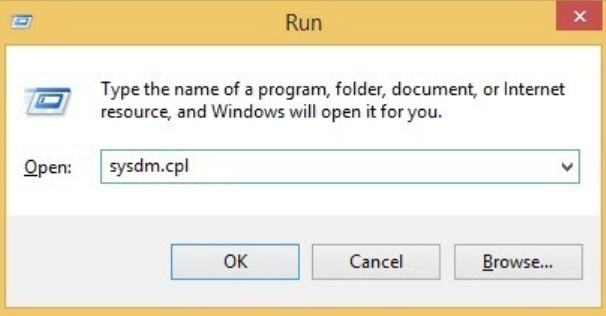 Run
Type the name of a program, folder, document, or Internet
resource, and Windows will open it for you.
Open: sysdm.cpl
OK Cancel Browse...